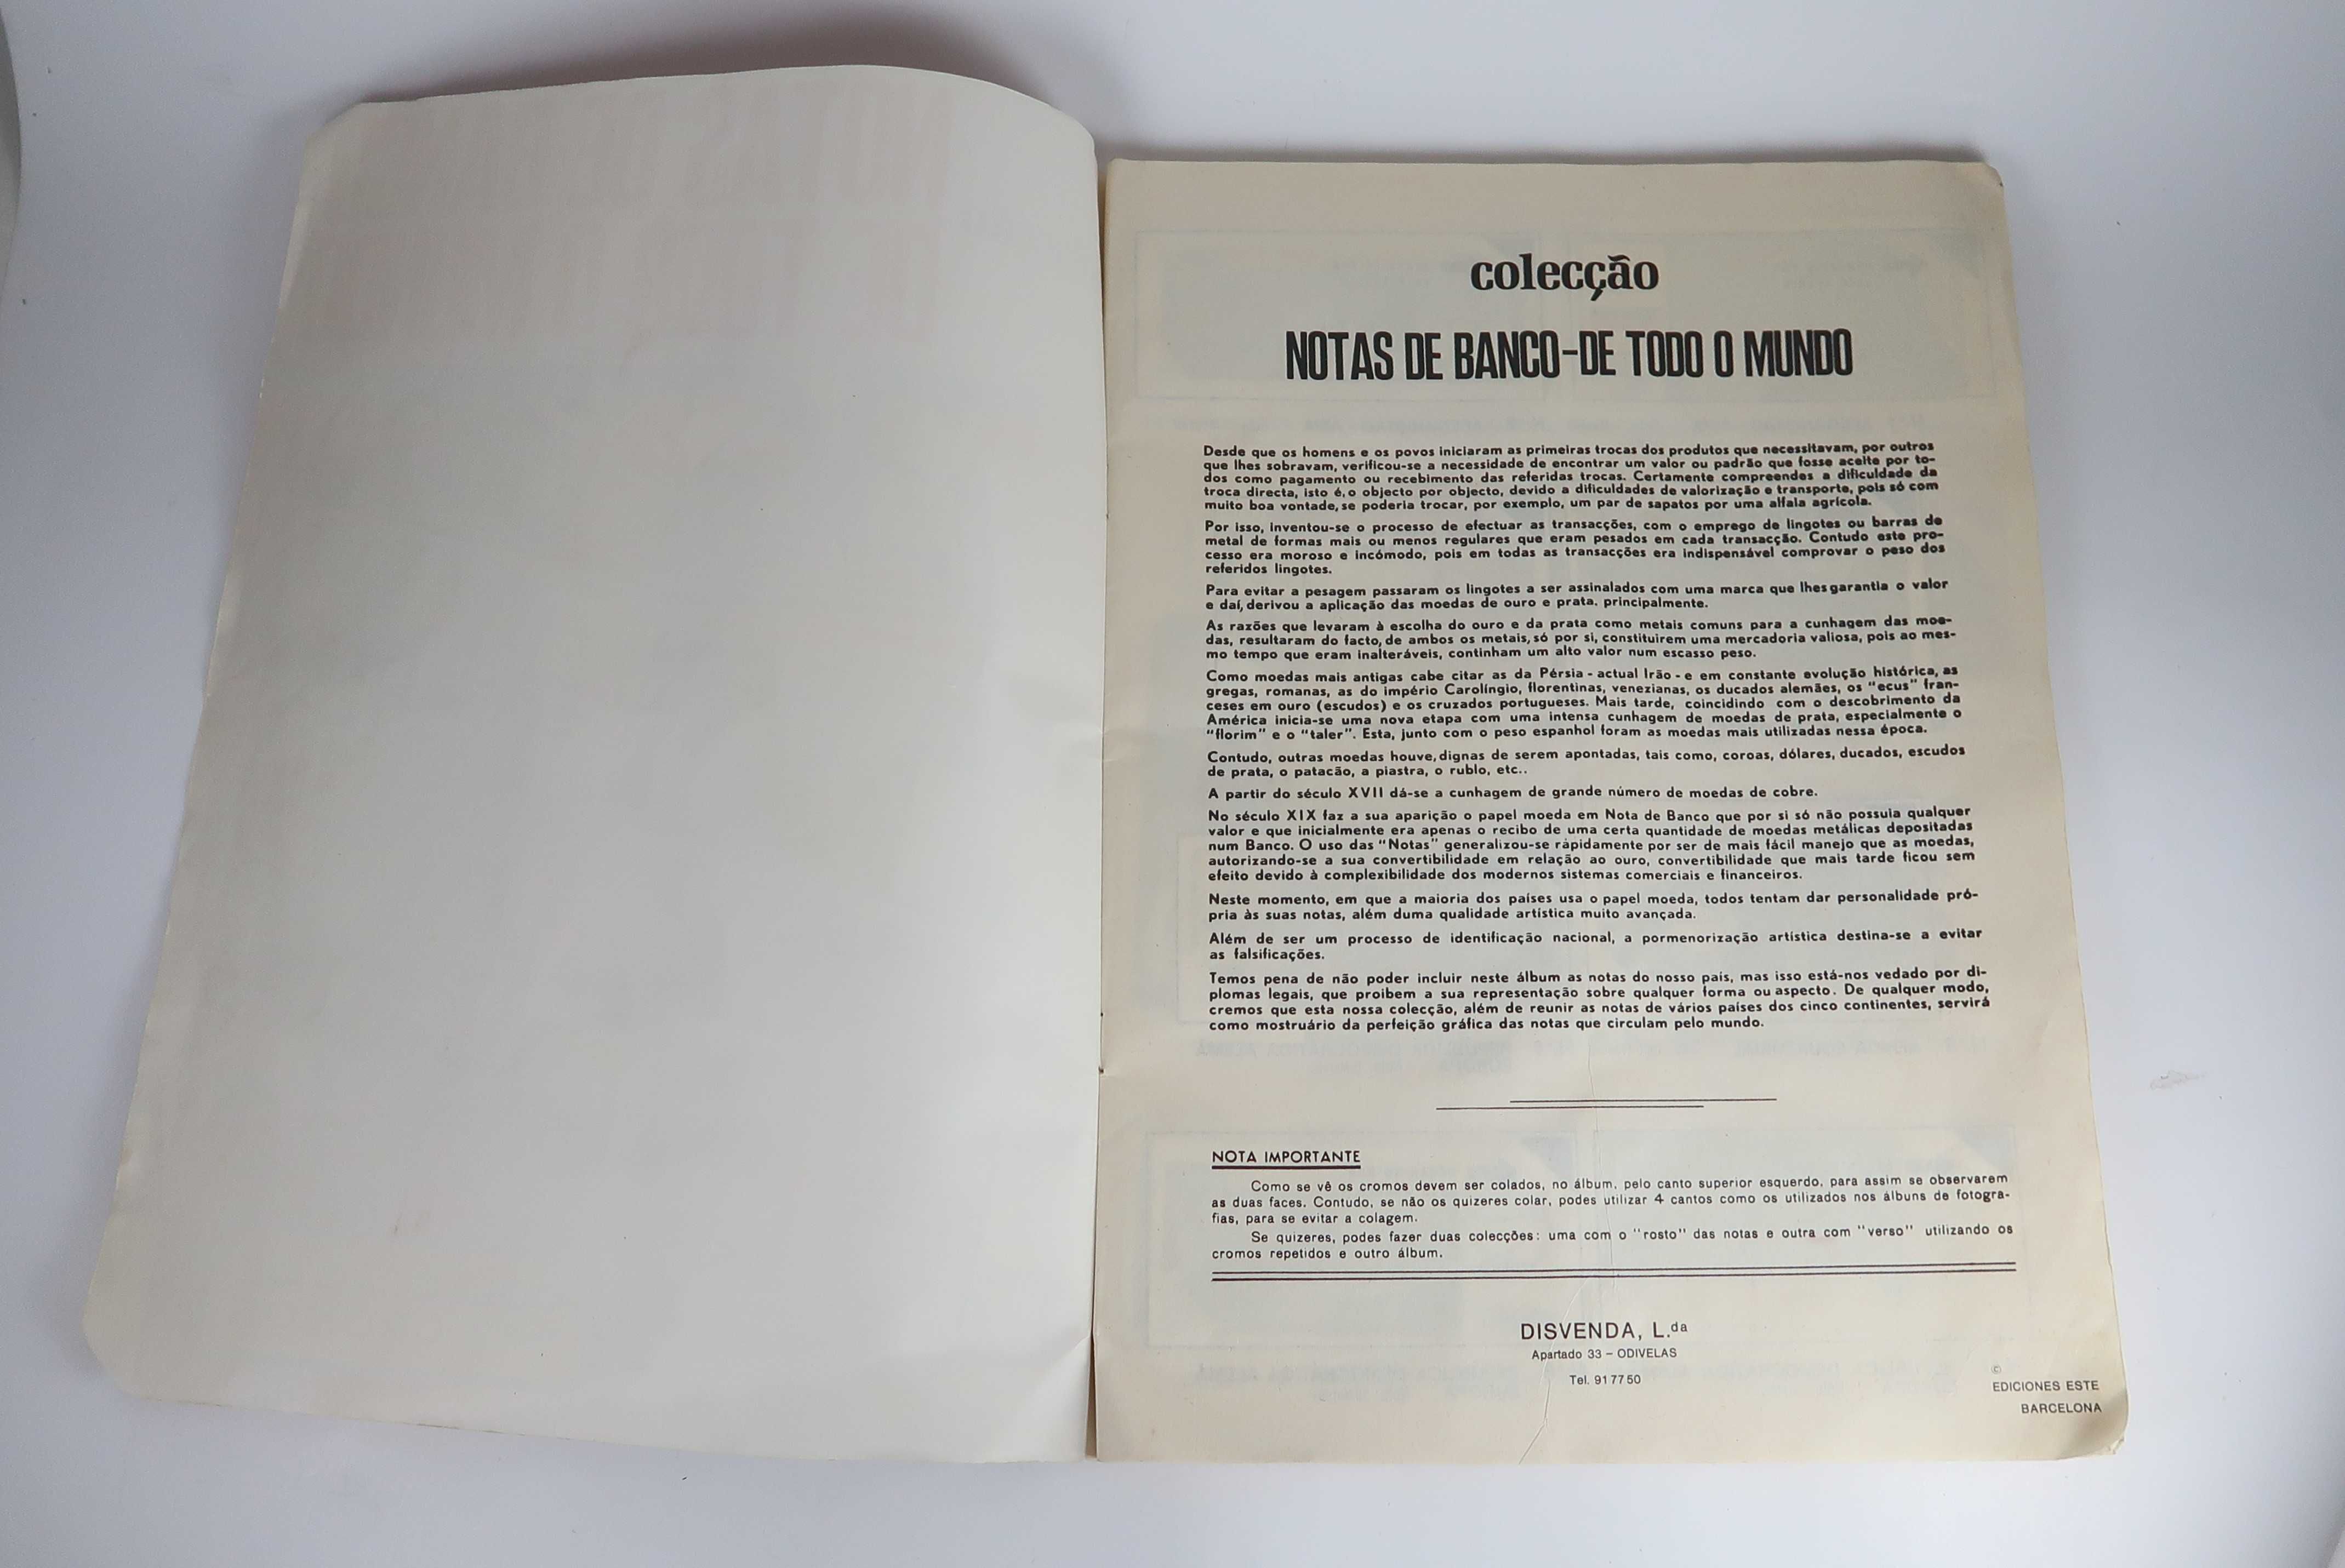 colecção
NOTAS DE BANCO-DE TODO O MUNDO
Desde que os homens e os povos iniciaram as primeiras trocas dos produtos que necessitavam, por outros
que lhes sobravam, verificou-se a necessidade de encontrar um valor ou padrão que fosse aceite por to-
dos como pagamento ou recebimento das referidas trocas. Certamente compreendes a dificuldade da
troca directa, isto é, o objecto por objecto, devido a dificuldades de valorização e transporte, pois só com
muito boa vontade, se poderia trocar, por exemplo, um par de sapatos por uma alfaia agrícola.
Por isso, inventou-se o processo de efectuar as transacções, com o emprego de lingotes ou barras de
metal de formas mais ou menos regulares que eram pesados em cada transacção. Contudo este pro-
cesso era moroso e incómodo, pois em todas as transacções era indispensável comprovar o peso dos
referidos lingotes.
Para evitar a pesagem passaram os lingotes a ser assinalados com uma marca que lhes garantia o valor
e daí, derivou a aplicação das moedas de ouro e prata. principalmente.
As razões que levaram à escolha do ouro e da prata como metais comuns para a cunhagem das moe-
das, resultaram do facto, de ambos os metais, só por si, constituirem uma mercadoria valiosa, pois ao mes-
mo tempo que eram inalteráveis, continham um alto valor num escasso peso.
Como moedas mais antigas cabe citar as da Pérsia - actual Irão - e em constante evolução histórica, as
gregas, romanas, as do império Carolíngio, florentinas, venezianas, os ducados alemães, os "ecus" fran-
ceses em ouro (escudos) e os cruzados portugueses. Mais tarde, coincidindo com o descobrimento da
América inicia-se uma nova etapa com uma intensa cunhagem de moedas de prata, especialmente o
"florim" e o "taler". Esta, junto com o peso espanhol foram as moedas mais utilizadas nessa época.
Contudo, outras moedas houve, dignas de serem apontadas, tais como, coroas, dólares, ducados, escudos
de prata, o patacão, a piastra, o rublo, etc..
A partir do século XVII dá-se a cunhagem de grande número de moedas de cobre.
No século XIX faz a sua aparição o papel moeda em Nota de Banco que por si só não possuia qualquer
valor e que inicialmente era apenas o recibo de uma certa quantidade de moedas metálicas depositadas
num Banco. O uso das "Notas" generalizou-se ràpidamente por ser de mais fácil manejo que as moedas,
autorizando-se a sua convertibilidade em relação ao ouro, convertibilidade que mais tarde ficou sem
efeito devido à complexibilidade dos modernos sistemas comerciais e financeiros.
Neste momento, em que a maioria dos países usa o papel moeda, todos tentam dar personalidade pró-
pria às suas notas, além duma qualidade artística muito avançada.
Além de ser um processo de identificação nacional, a pormenorização artística destina-se a evitar
as falsificações.
Temos pena de não poder incluir neste álbum as notas do nosso país, mas isso está-nos vedado por di-
plomas legais, que proibem a sua representação sobre qualquer forma ou aspecto. De qualquer modo,
cremos que esta nossa colecção, além de reunir as notas de vários países dos cinco continentes, servirá
como mostruário da perfeição gráfica das notas que circulam pelo mundo.
NOTA IMPORTANTE
Como se vê os cromos devem ser colados, no álbum, pelo canto superior esquerdo, para assim se observarem
as duas faces. Contudo, se não os quizeres colar, podes utilizar 4 cantos como os utilizados nos álbuns de fotogra-
fias, para se evitar a colagem.
Se quizeres, podes fazer duas colecções: uma com o "rosto" das notas e outra com "verso" utilizando os
cromos repetidos e outro álbum.
DISVENDA, L.da
Apartado 33 – ODIVELAS
Tel. 91 77 50
©
EDICIONES ESTE
BARCELONA